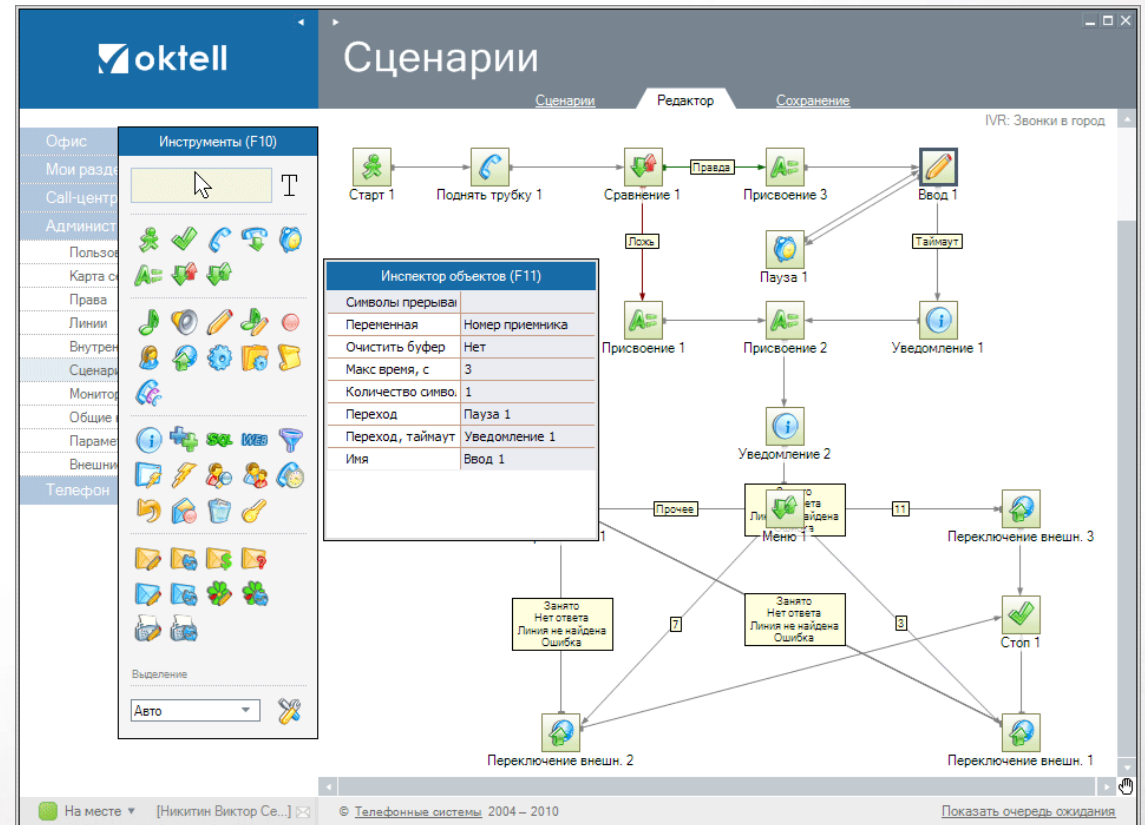 oktell
Сценарии
Сценарии
Редактор
Сохранение
IVR: Звонки в город
Офис
Мои разде
Call-центр
Админист
Пользов
Карта се
Права
Линии
Внутрен
Сценари
Монитор
Общие
Параме
Внешни
Телефон
Инструменты (F10)
T
SQL
WEB
Выделение
Авто
Инспектор объектов (F11)
Символы прерыван
Переменная Номер приемника
Очистить буфер Нет
Макс время, с 3
Количество симво. 1
Переход Пауза 1
Переход, таймаут Уведомление 1
Имя Ввод 1
Старт 1
Поднять трубку 1
Сравнение 1
Правда
Присвоение 3
Ввод 1
Ложь
Пауза 1
Таймаут
Присвоение 1
Присвоение 2
Уведомление 1
Уведомление 2
Прочее
Меню 1
11
Переключение внешн. 3
Занято
Нет ответа
Линия не найдена
Ошибка
7
Занято
Нет ответа
Линия не найдена
Ошибка
3
Стоп 1
Переключение внешн. 2
Переключение внешн. 1
На месте
[Никитин Виктор Се...]
© Телефонные системы 2004 – 2010
Показать очередь ожидания